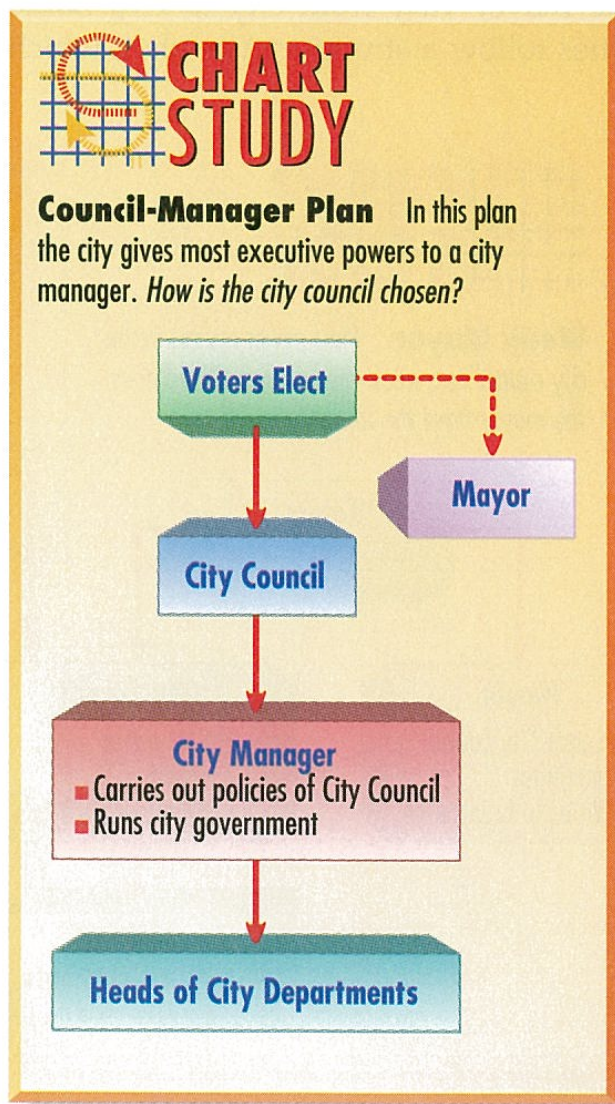 CHART
STUDY
Council-Manager Plan In this plan
the city gives most executive powers to a city
manager. How is the city council chosen?
Voters Elect
Mayor
City Council
City Manager
■ Carries out policies of City Council
■ Runs city government
Heads of City Departments